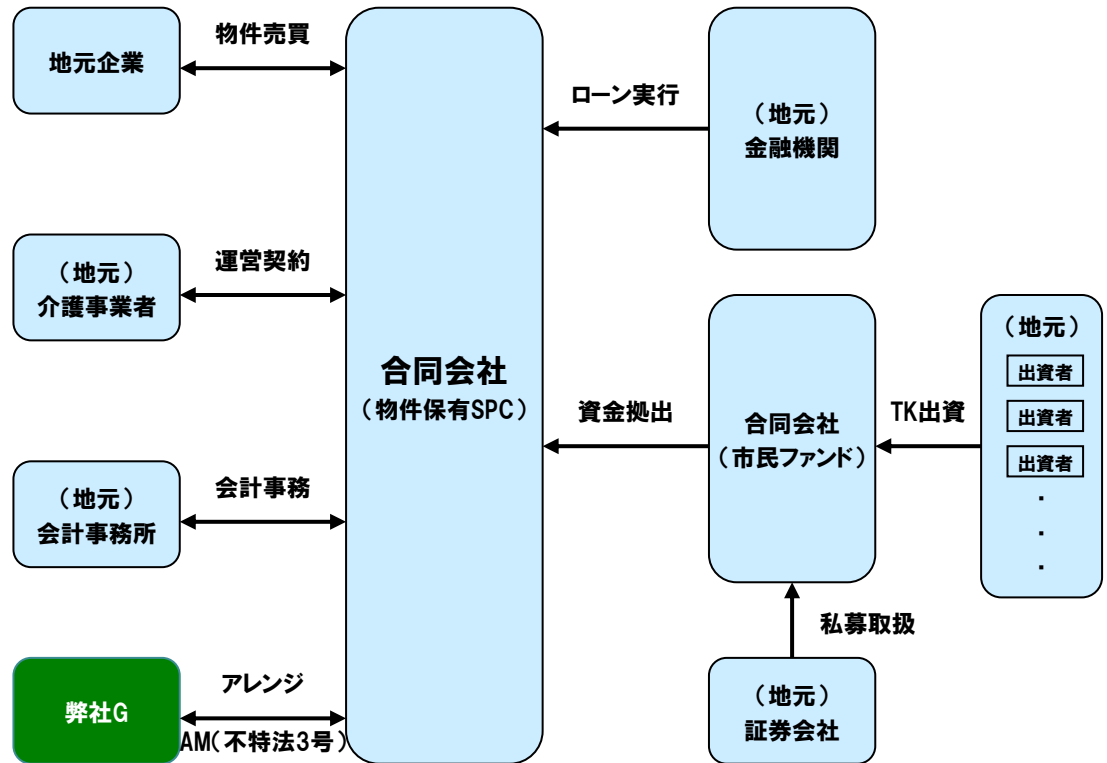 地元企業
物件売買
（地元）
介護事業者
運営契約
（地元）
会計事務所
会計事務
弊社G
アレンジ
AM(不特法3号)
合同会社
（物件保有SPC）
ローン実行
（地元）
金融機関
資金拠出
合同会社
（市民ファンド）
TK出資
（地元）
出資者
出資者
出資者
・
・
・
私募取扱
（地元）
証券会社